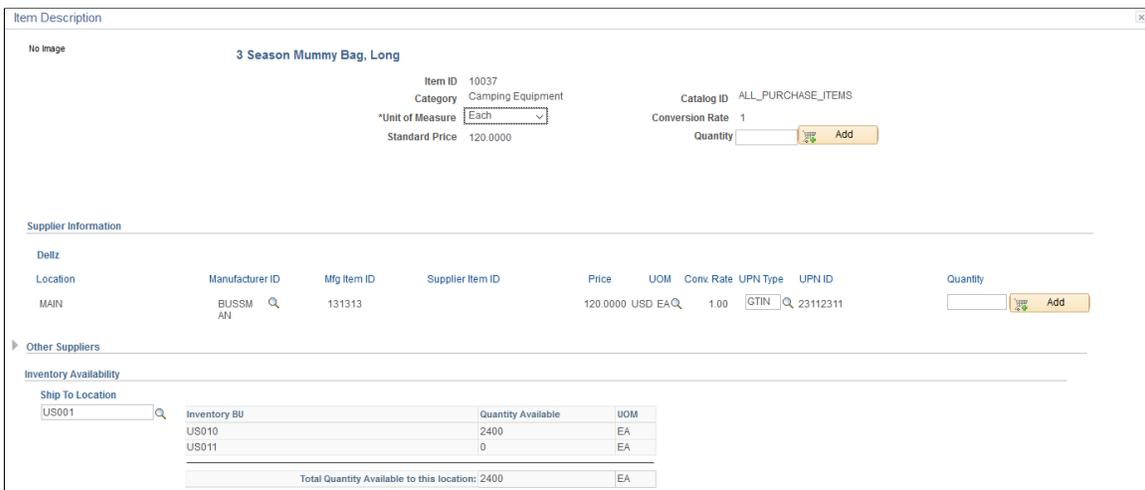 Item Description
No Image
3 Season Mummy Bag, Long
Item ID 10037
Category Camping Equipment Catalog ID ALL_PURCHASE_ITEMS
*Unit of Measure Each Conversion Rate 1
Standard Price 120.0000 Quantity Add
Supplier Information
Dellz
Location Manufacturer ID Mfg Item ID Supplier Item ID Price UOM Conv. Rate UPN Type UPN ID Quantity
MAIN BUSSM 131313 120.0000 USD EA 1.00 GTIN 23112311 Add
AN
Other Suppliers
Inventory Availability
Ship To Location
US001
Inventory BU Quantity Available UOM
US010 2400 EA
US011 0 EA
Total Quantity Available to this location: 2400 EA